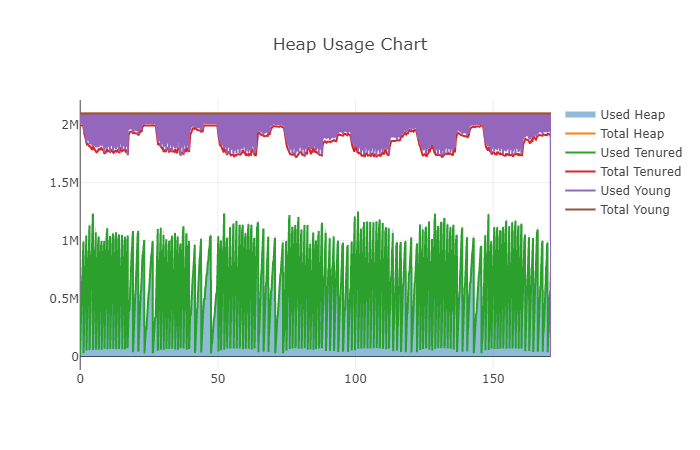 Heap Usage Chart
2M
1.5M
1M
0.5M
0
0
50
100
150
Used Heap
Total Heap
Used Tenured
Total Tenured
Used Young
Total Young